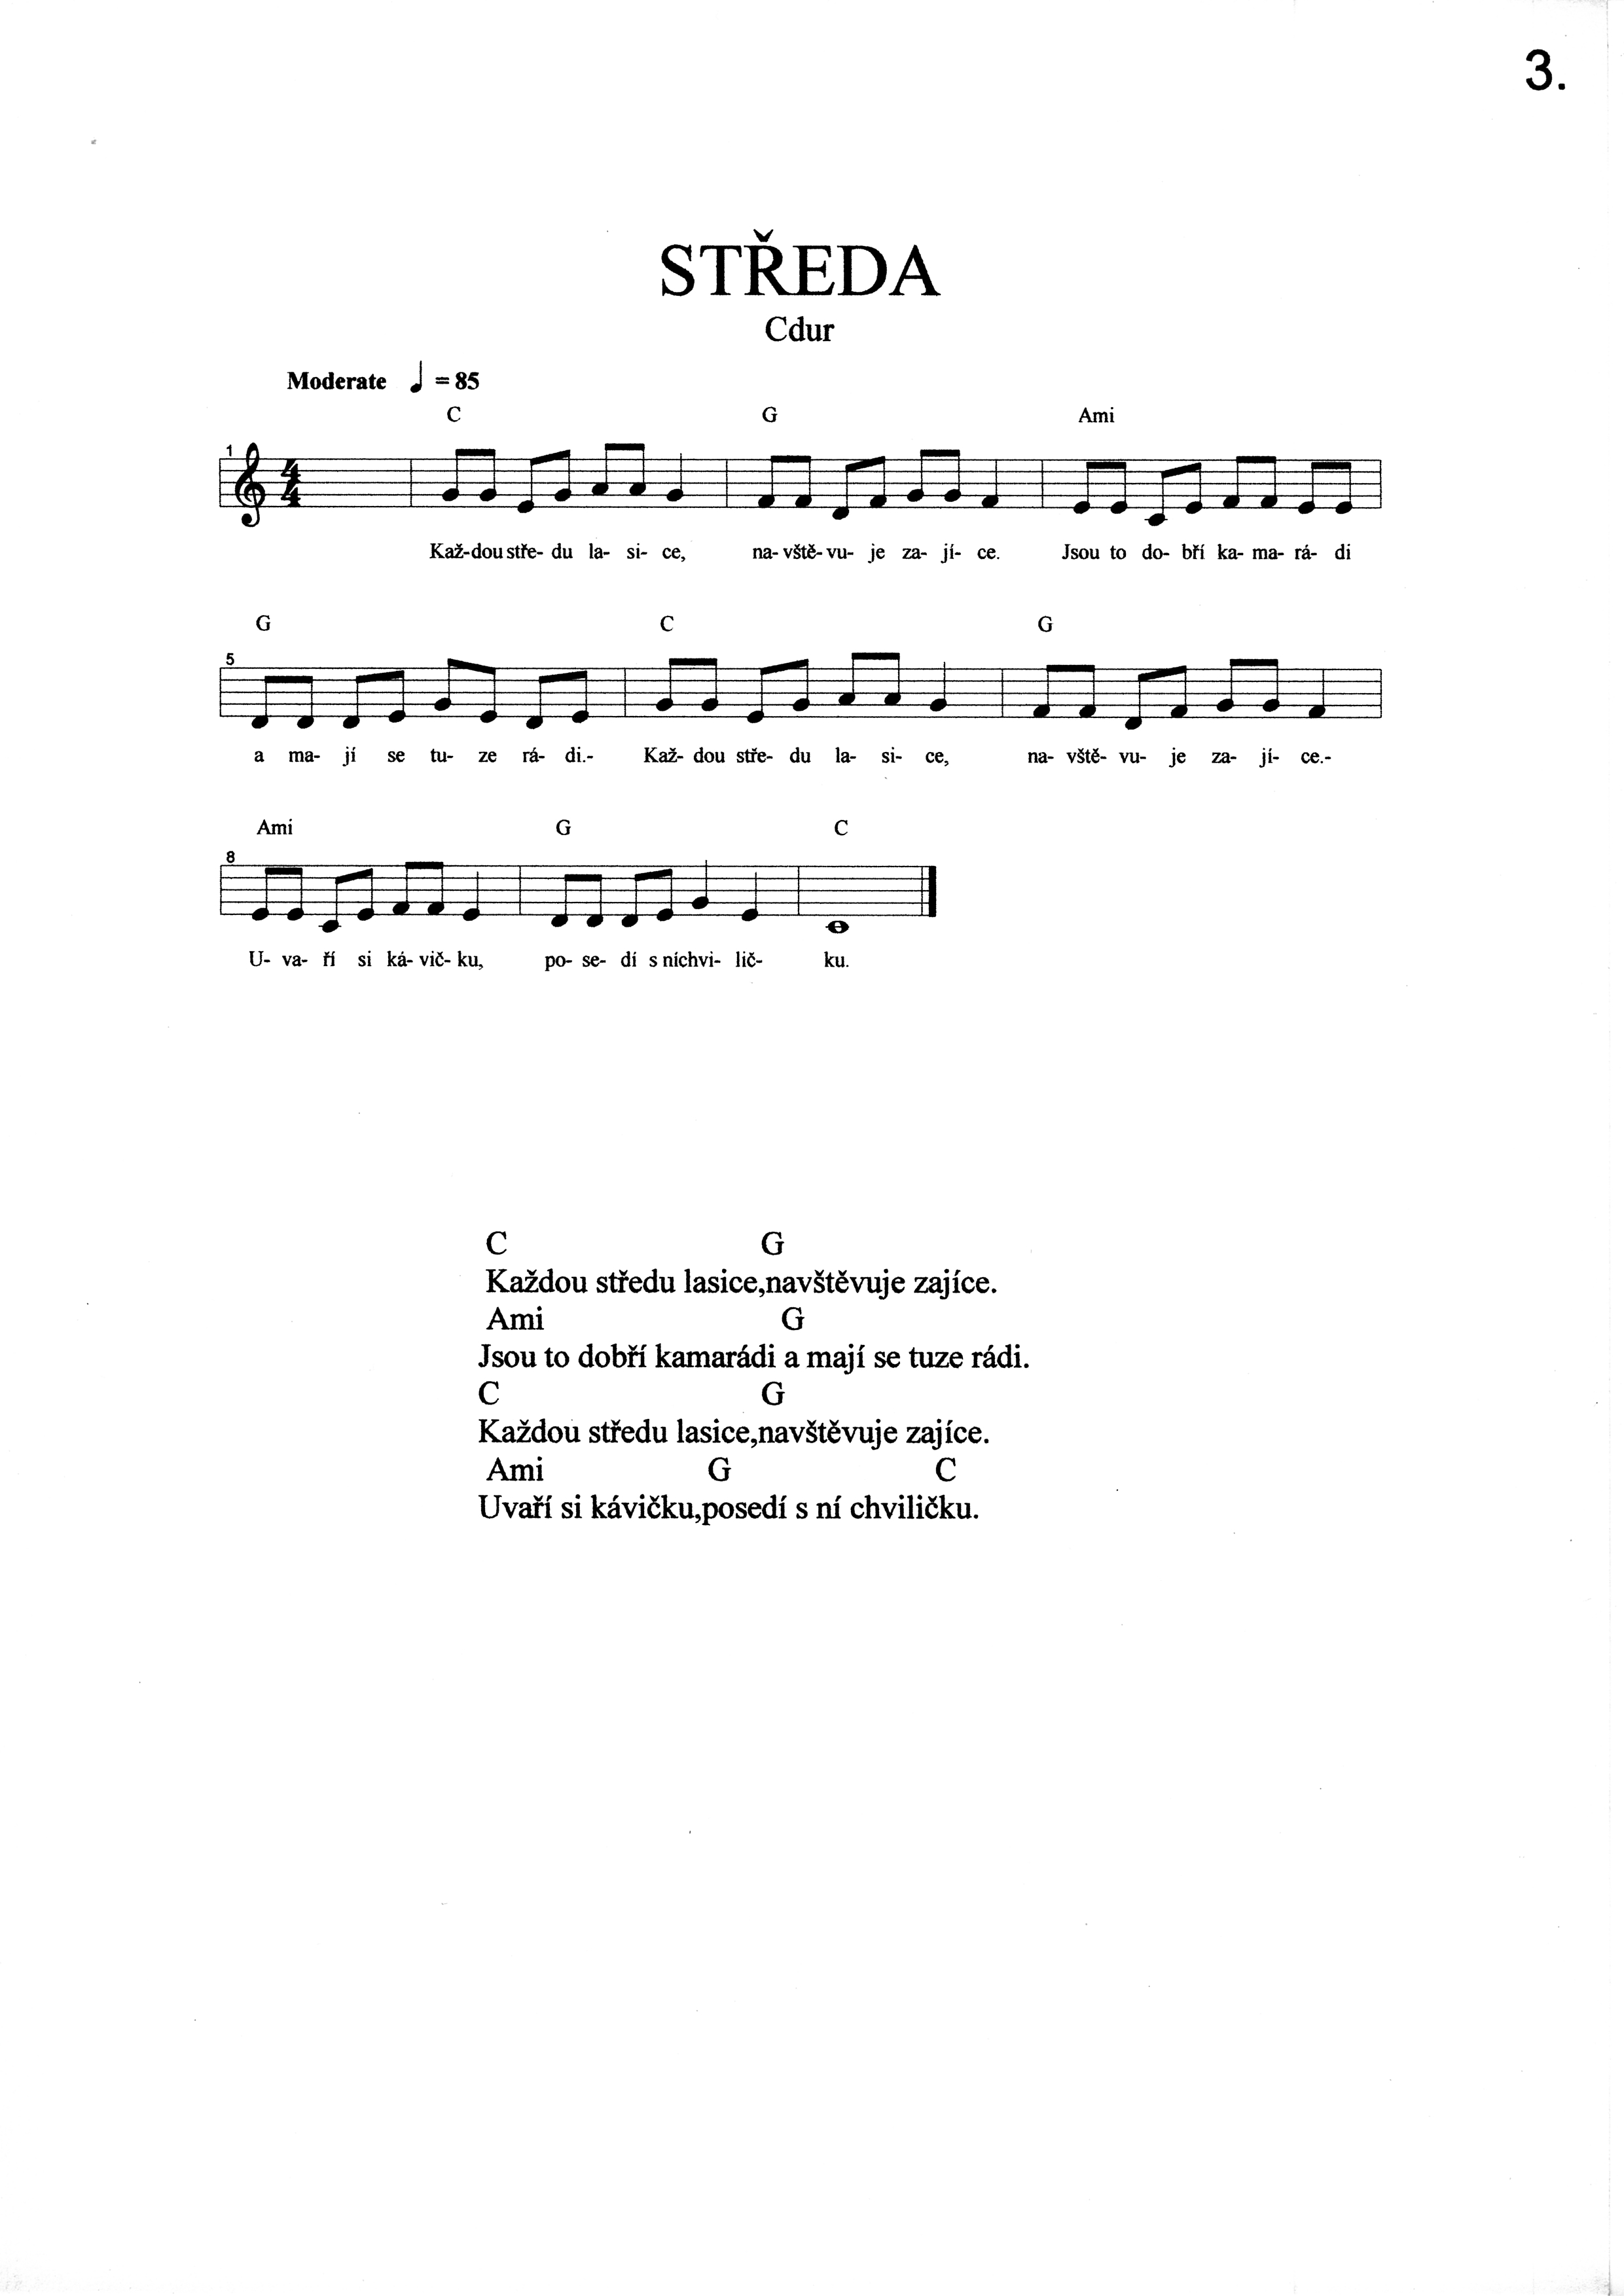 3.
STŘEDA
Cdur
Moderate ♩ = 85
C G Ami
1
4
4
Kaž-dou stře- du la- si- ce, na- vště- vu- je za- jí- ce. Jsou to do- bří ka- ma- rá- di
G C G
5
a ma- jí se tu- ze rá- di.- Kaž- dou stře- du la- si- ce, na- vště- vu- je za- jí- ce.-
Ami G C
8
U- va- ří si ká- vič- ku, po- se- dí s níchvi- lič- ku.
C G
Každou středu lasice,navštěvuje zajíce.
Ami G
Jsou to dobří kamarádi a mají se tuze rádi.
C G
Každou středu lasice,navštěvuje zajíce.
Ami G C
Uvaří si kávičku,posedí s ní chviličku.